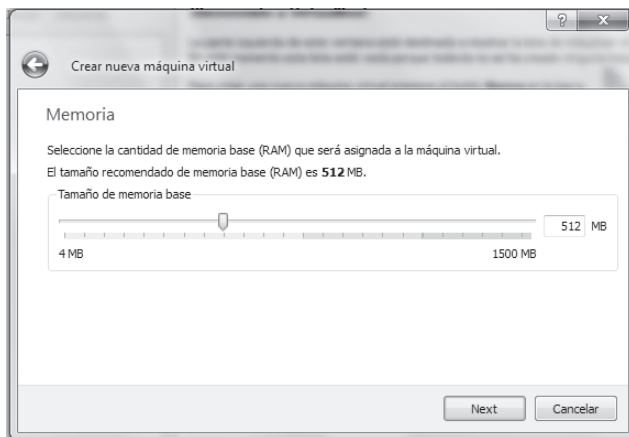 Crear nueva máquina virtual
Memoria
Seleccione la cantidad de memoria base (RAM) que será asignada a la máquina virtual.
El tamaño recomendado de memoria base (RAM) es 512 MB.
Tamaño de memoria base
512 MB
4 MB 1500 MB
Next Cancelar